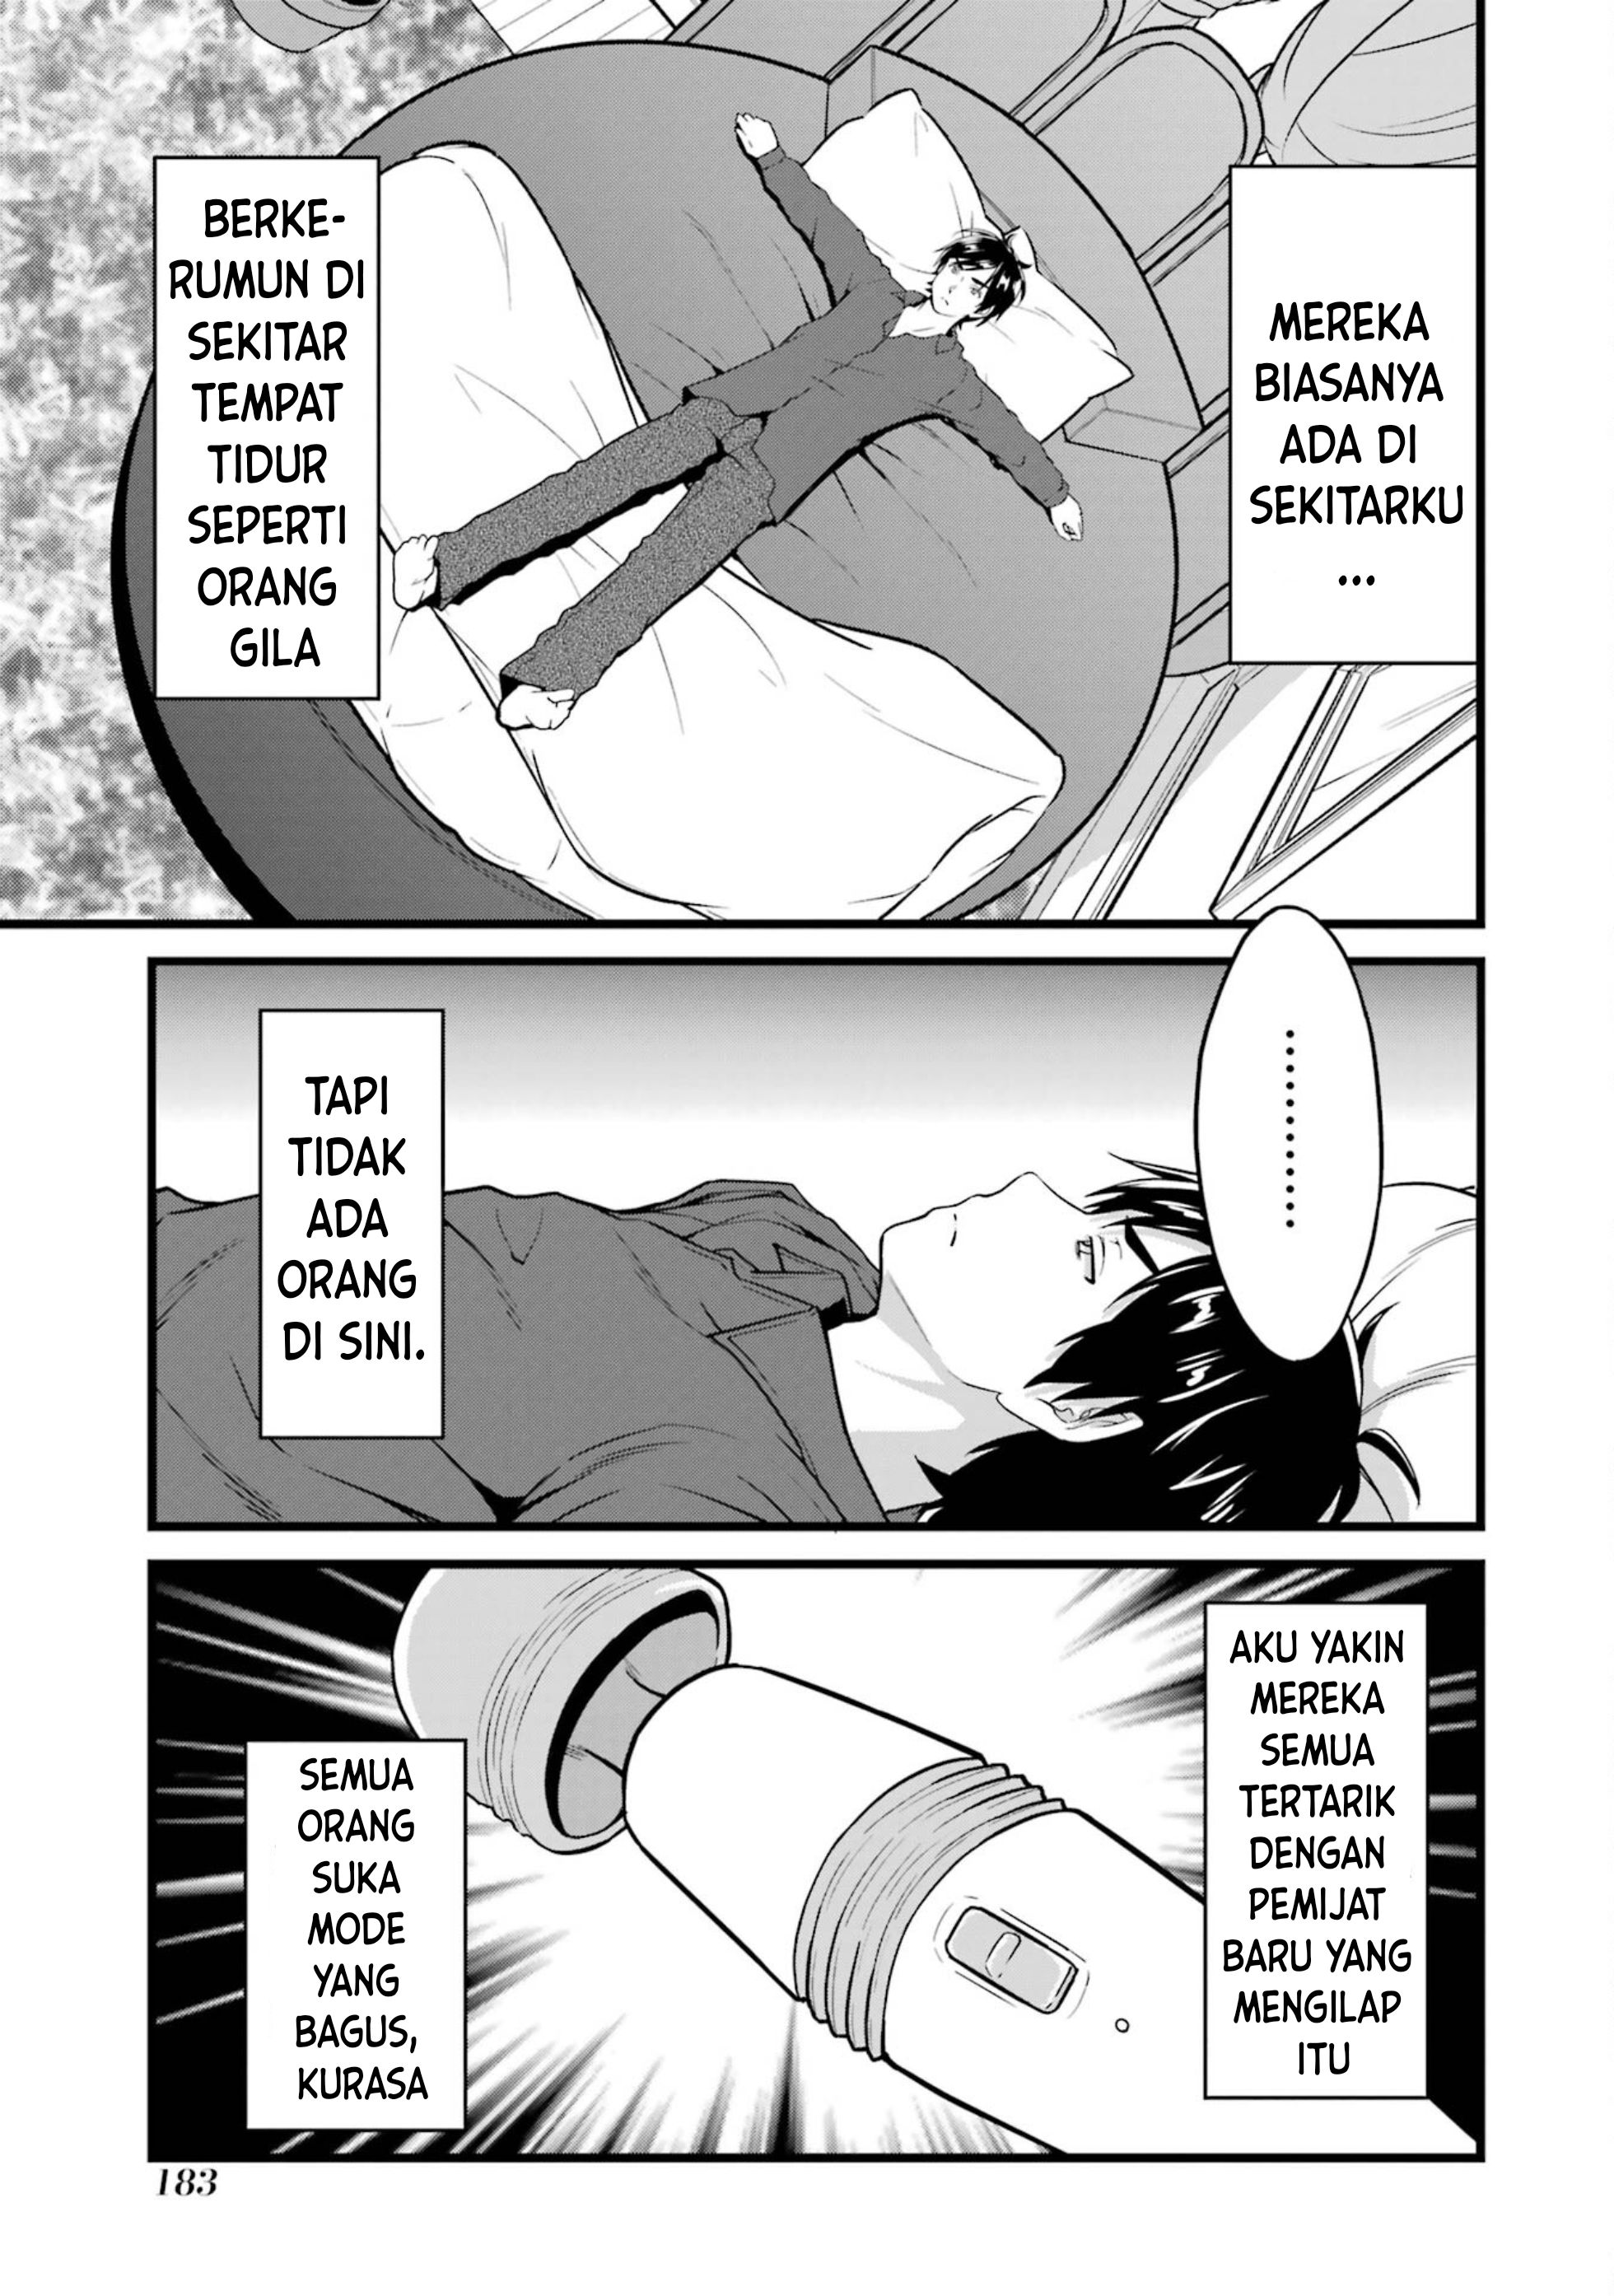 MEREKA
BIASANYA
ADA DI
SEKITARKU
...
BERKE-
RUMUN DI
SEKITAR
TEMPAT
TIDUR
SEPERTI
ORANG
GILA
............
TAPI
TIDAK
ADA
ORANG
DI SINI.
AKU YAKIN
MEREKA
SEMUA
TERTARIK
DENGAN
PEMIJAT
BARU YANG
MENGILAP
ITU
SEMUA
ORANG
SUKA
MODE
YANG
BAGUS,
KURASA
183